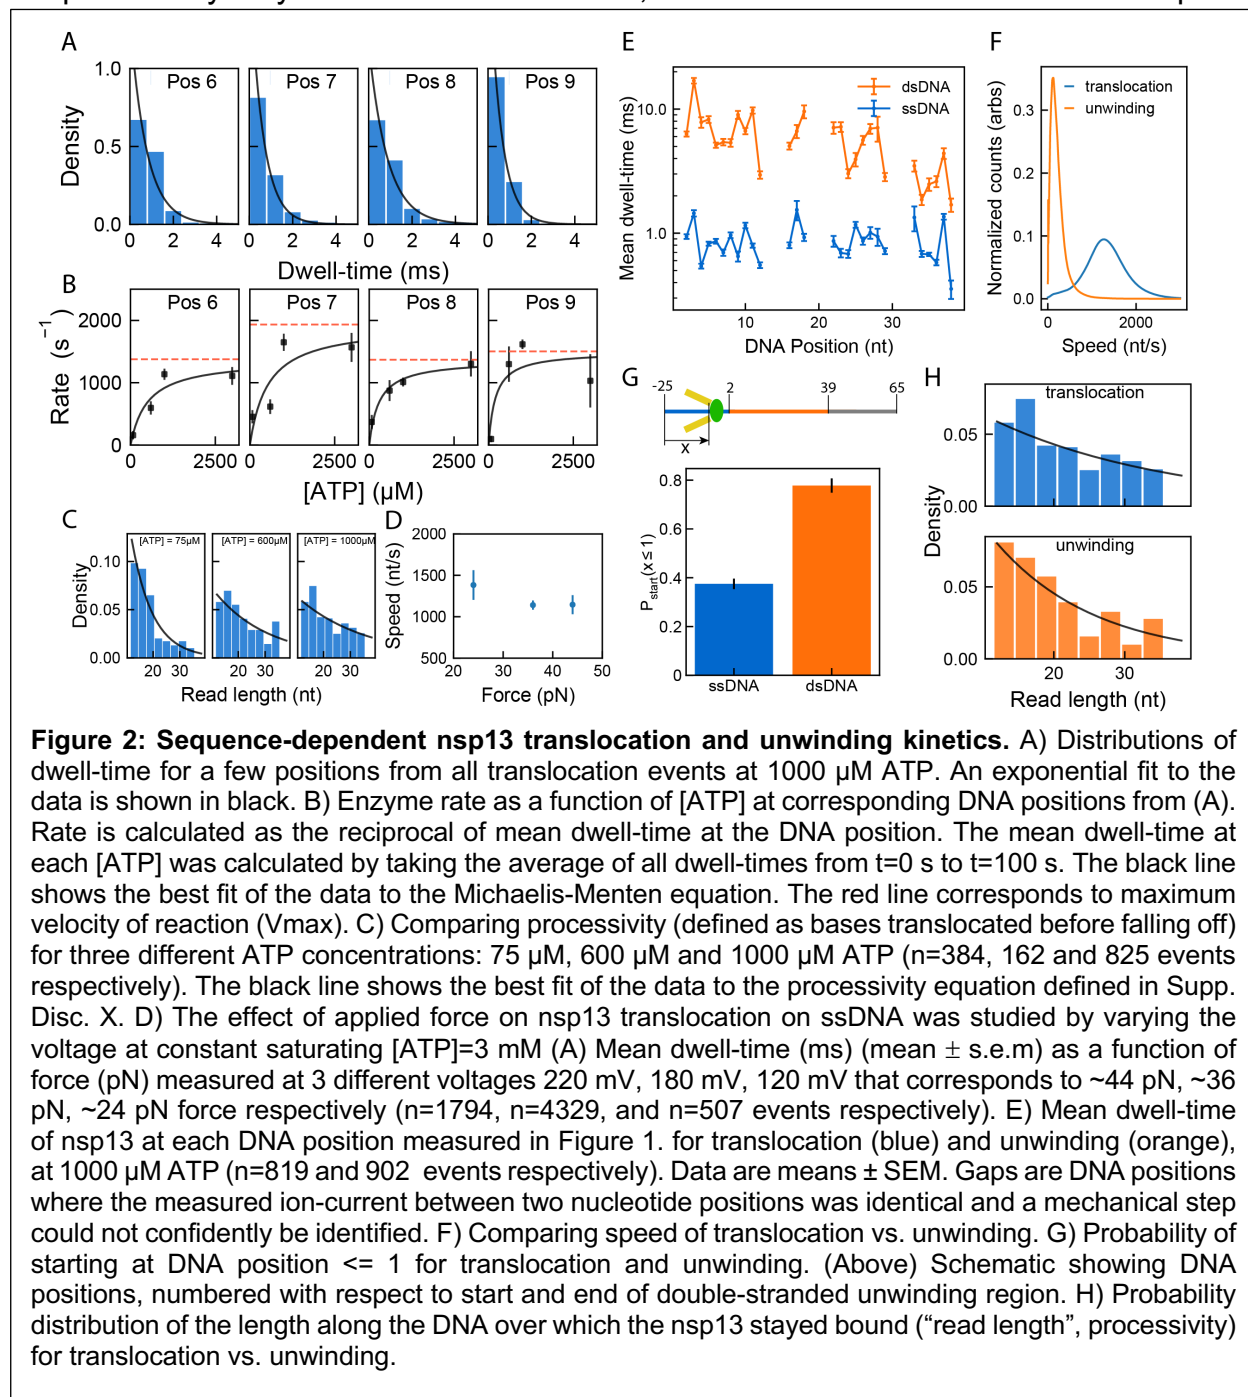 A
Pos 6
Pos 7
Pos 8
Pos 9
1.0
0.5
0.0
Density
0 2 4
0 2 4
0 2 4
0 2 4
Dwell-time (ms)
B
Pos 6
Pos 7
Pos 8
Pos 9
2000
1000
0
Rate (s⁻¹)
0 2500
0 2500
0 2500
0 2500
[ATP] (µM)
C
[ATP] = 75µM
[ATP] = 600µM
[ATP] = 1000µM
0.10
0.05
0.00
Density
20 30
20 30
20 30
Read length (nt)
D
2000
1500
1000
500
Speed (nt/s)
20 30 40 50
Force (pN)
E
dsDNA
ssDNA
10.0
1.0
Mean dwell-time (ms)
10 20 30
DNA Position (nt)
F
translocation
unwinding
0.3
0.2
0.1
0.0
Normalized counts (arbs)
0 2000
Speed (nt/s)
G
-25 2 39 65
x
0.8
0.6
0.4
0.2
0
P start (x ≤ 1)
ssDNA dsDNA
H
translocation
0.05
0.00
unwinding
0.05
0.00
Density
20 30
Read length (nt)
Figure 2: Sequence-dependent nsp13 translocation and unwinding kinetics. A) Distributions of
dwell-time for a few positions from all translocation events at 1000 µM ATP. An exponential fit to the
data is shown in black. B) Enzyme rate as a function of [ATP] at corresponding DNA positions from (A).
Rate is calculated as the reciprocal of mean dwell-time at the DNA position. The mean dwell-time at
each [ATP] was calculated by taking the average of all dwell-times from t=0 s to t=100 s. The black line
shows the best fit of the data to the Michaelis-Menten equation. The red line corresponds to maximum
velocity of reaction (Vmax). C) Comparing processivity (defined as bases translocated before falling off)
for three different ATP concentrations: 75 µM, 600 µM and 1000 µM ATP (n=384, 162 and 825 events
respectively). The black line shows the best fit of the data to the processivity equation defined in Supp.
Disc. X. D) The effect of applied force on nsp13 translocation on ssDNA was studied by varying the
voltage at constant saturating [ATP]=3 mM (A) Mean dwell-time (ms) (mean ± s.e.m) as a function of
force (pN) measured at 3 different voltages 220 mV, 180 mV, 120 mV that corresponds to ~44 pN, ~36
pN, ~24 pN force respectively (n=1794, n=4329, and n=507 events respectively). E) Mean dwell-time
of nsp13 at each DNA position measured in Figure 1. for translocation (blue) and unwinding (orange),
at 1000 µM ATP (n=819 and 902 events respectively). Data are means ± SEM. Gaps are DNA positions
where the measured ion-current between two nucleotide positions was identical and a mechanical step
could not confidently be identified. F) Comparing speed of translocation vs. unwinding. G) Probability of
starting at DNA position <= 1 for translocation and unwinding. (Above) Schematic showing DNA
positions, numbered with respect to start and end of double-stranded unwinding region. H) Probability
distribution of the length along the DNA over which the nsp13 stayed bound (“read length”, processivity)
for translocation vs. unwinding.